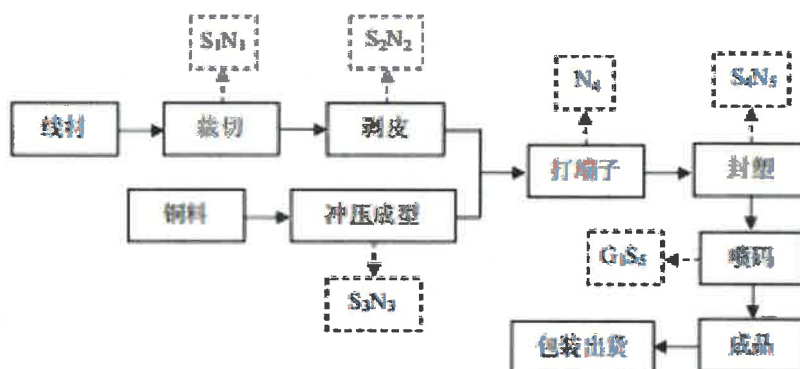 S₁N₁
S₂N₂
N₄
S₄N₅
线材
裁切
剥皮
打端子
封塑
铜料
冲压成型
G₁S₅
喷码
S₃N₃
包装出货
成品